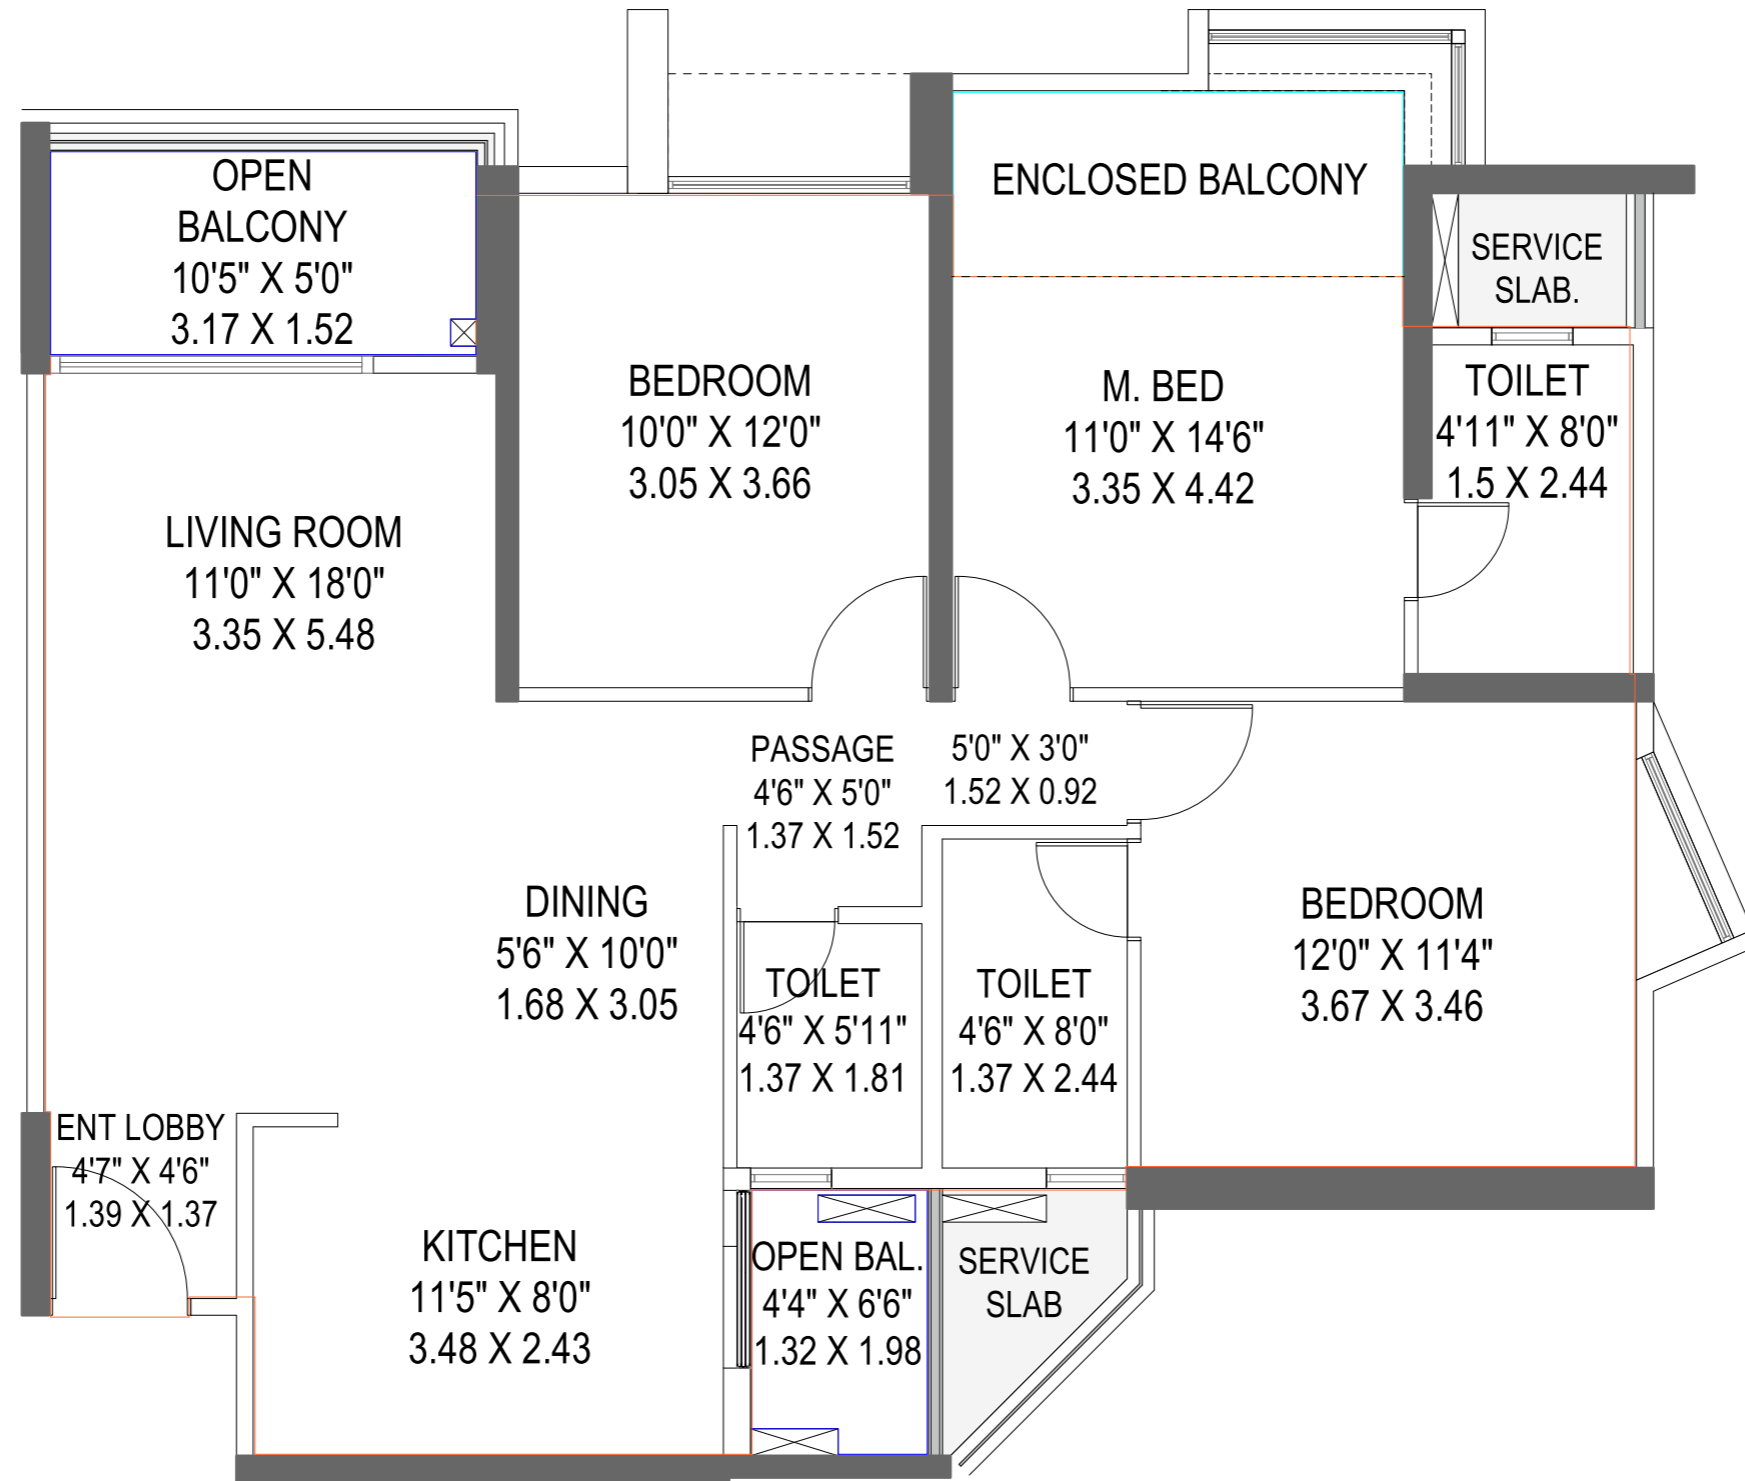 OPEN
BALCONY
10'5" X 5'0"
3.17 X 1.52
ENCLOSED BALCONY
SERVICE
SLAB.
BEDROOM
10'0" X 12'0"
3.05 X 3.66
M. BED
11'0" X 14'6"
3.35 X 4.42
TOILET
4'11" X 8'0"
1.5 X 2.44
LIVING ROOM
11'0" X 18'0"
3.35 X 5.48
PASSAGE
4'6" X 5'0"
1.37 X 1.52
5'0" X 3'0"
1.52 X 0.92
DINING
5'6" X 10'0"
1.68 X 3.05
TOILET
4'6" X 5'11"
1.37 X 1.81
TOILET
4'6" X 8'0"
1.37 X 2.44
BEDROOM
12'0" X 11'4"
3.67 X 3.46
ENT LOBBY
4'7" X 4'6"
1.39 X 1.37
KITCHEN
11'5" X 8'0"
3.48 X 2.43
OPEN BAL.
4'4" X 6'6"
1.32 X 1.98
SERVICE
SLAB